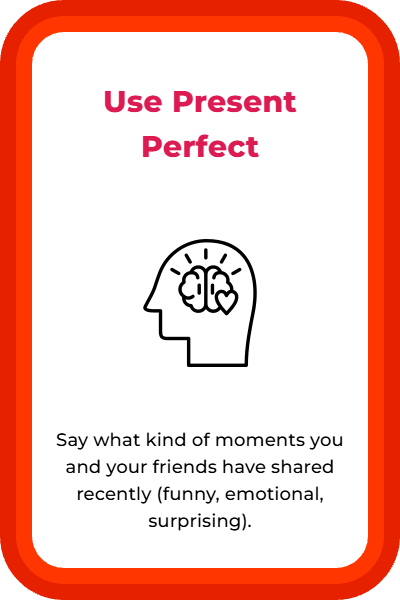 Use Present
Perfect
Say what kind of moments you
and your friends have shared
recently (funny, emotional,
surprising).